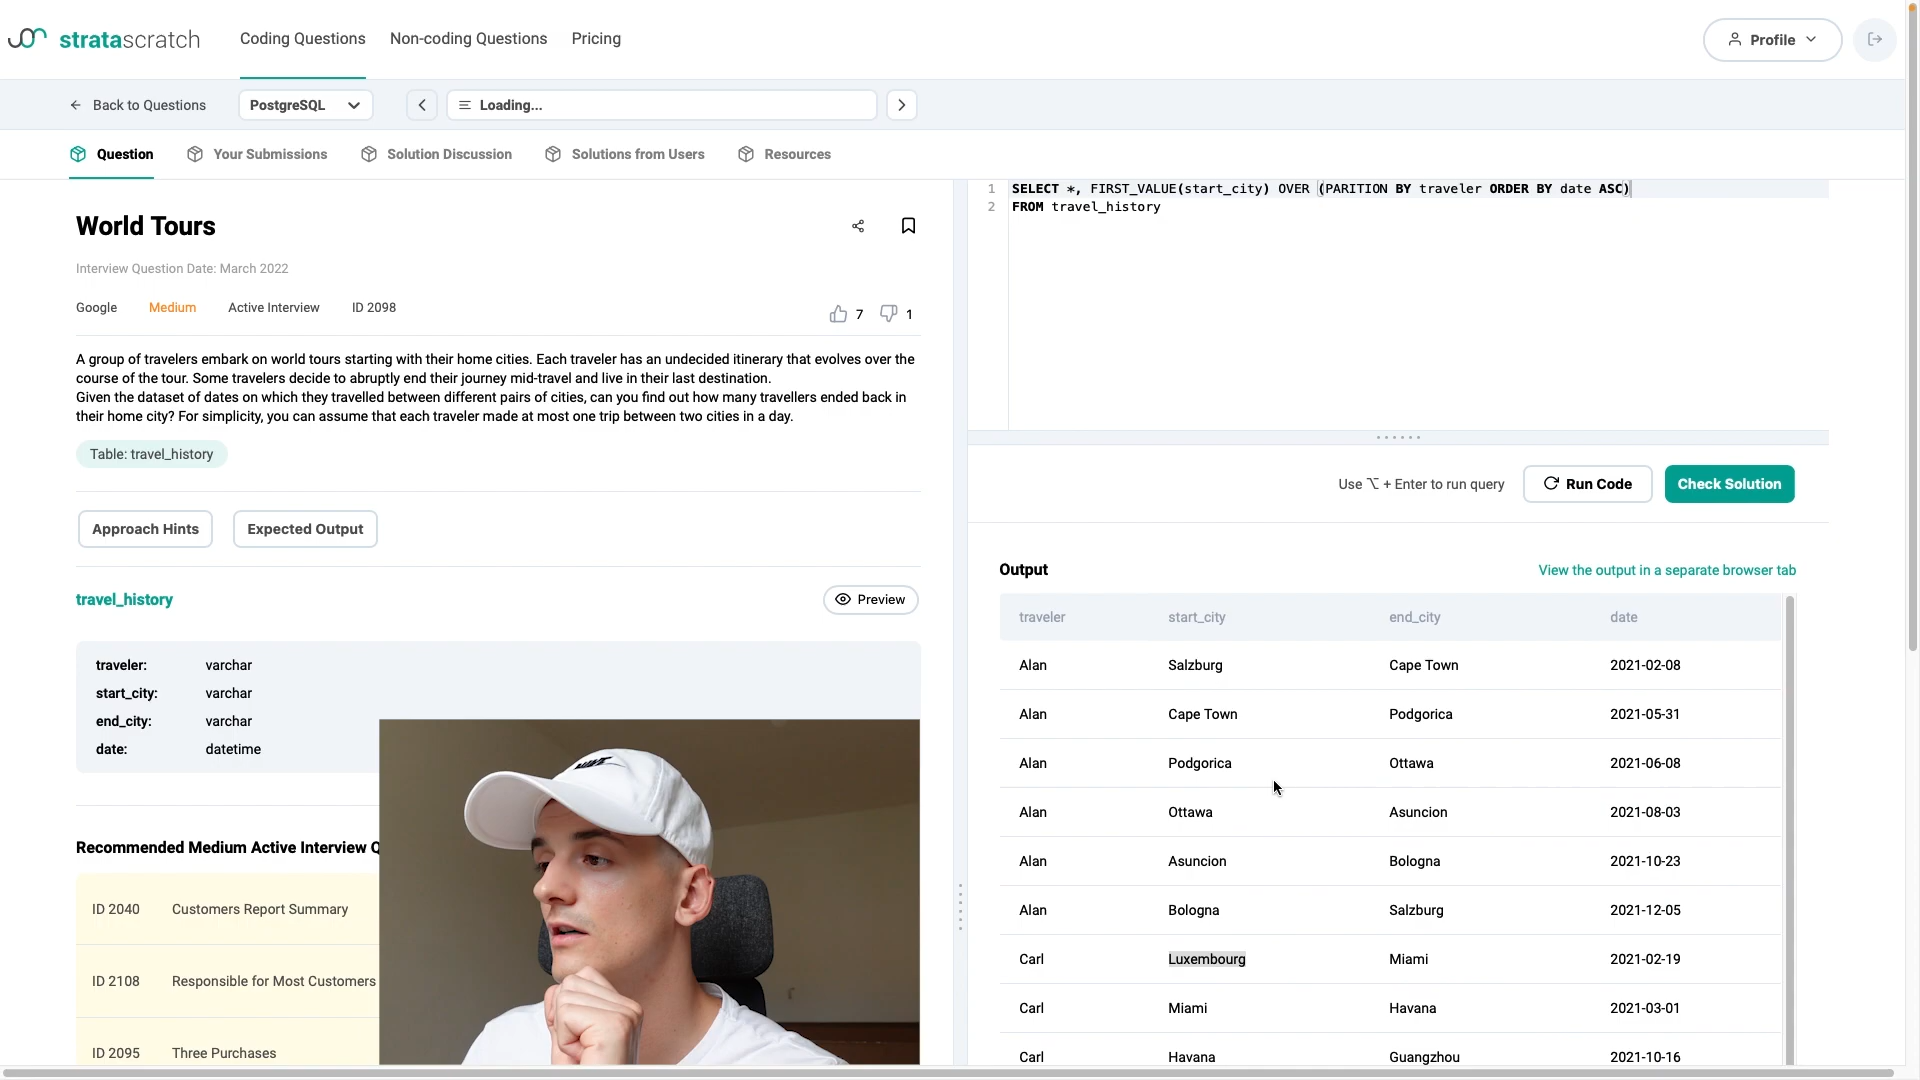 stratascratch Coding Questions Non-coding Questions Pricing Profile
Back to Questions PostgreSQL Loading...
Question Your Submissions Solution Discussion Solutions from Users Resources
World Tours
Interview Question Date: March 2022
Google Medium Active Interview ID 2098
7 1
A group of travelers embark on world tours starting with their home cities. Each traveler has an undecided itinerary that evolves over the
course of the tour. Some travelers decide to abruptly end their journey mid-travel and live in their last destination.
Given the dataset of dates on which they travelled between different pairs of cities, can you find out how many travellers ended back in
their home city? For simplicity, you can assume that each traveler made at most one trip between two cities in a day.
Table: travel_history
Approach Hints Expected Output
travel_history Preview
traveler: varchar
start_city: varchar
end_city: varchar
date: datetime
Recommended Medium Active Interview Q
ID 2040 Customers Report Summary
ID 2108 Responsible for Most Customers
ID 2095 Three Purchases
1 SELECT *, FIRST_VALUE(start_city) OVER (PARITION BY traveler ORDER BY date ASC)
2 FROM travel_history
Use ⌥ + Enter to run query Run Code Check Solution
Output View the output in a separate browser tab
traveler start_city end_city date
Alan Salzburg Cape Town 2021-02-08
Alan Cape Town Podgorica 2021-05-31
Alan Podgorica Ottawa 2021-06-08
Alan Ottawa Asuncion 2021-08-03
Alan Asuncion Bologna 2021-10-23
Alan Bologna Salzburg 2021-12-05
Carl Luxembourg Miami 2021-02-19
Carl Miami Havana 2021-03-01
Carl Havana Guangzhou 2021-10-16